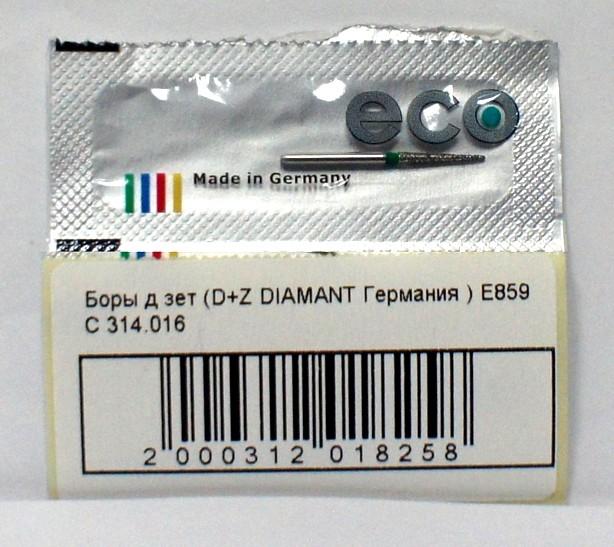 eco
Made in Germany
Боры д зет (D+Z DIAMANT Германия ) E859
C 314.016
2 000312 018258